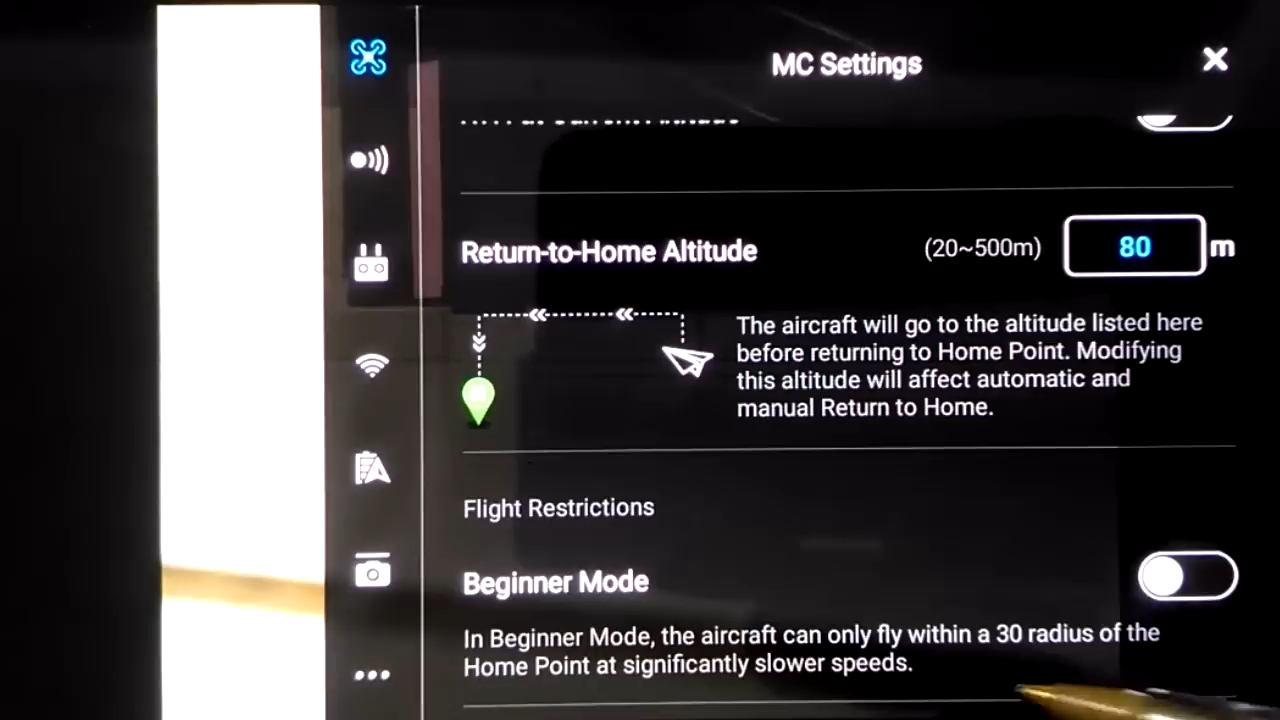 MC Settings
Return-to-Home Altitude (20~500m) 80 m
The aircraft will go to the altitude listed here
before returning to Home Point. Modifying
this altitude will affect automatic and
manual Return to Home.
Flight Restrictions
Beginner Mode
In Beginner Mode, the aircraft can only fly within a 30 radius of the
Home Point at significantly slower speeds.